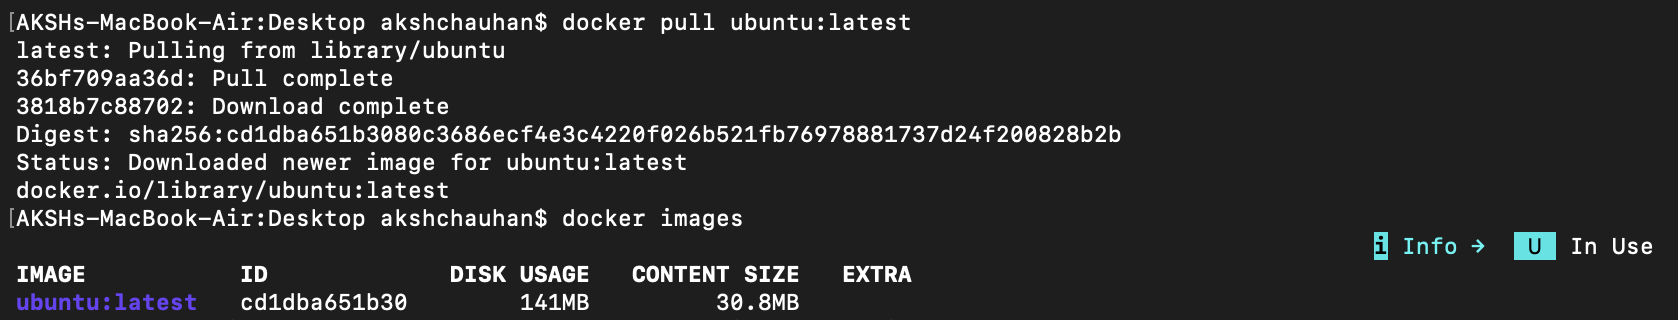 [AKSHs-MacBook-Air:Desktop akshchauhan$ docker pull ubuntu:latest
latest: Pulling from library/ubuntu
36bf709aa36d: Pull complete
3818b7c88702: Download complete
Digest: sha256:cd1dba651b3080c3686ecf4e3c4220f026b521fb76978881737d24f200828b2b
Status: Downloaded newer image for ubuntu:latest
docker.io/library/ubuntu:latest
[AKSHs-MacBook-Air:Desktop akshchauhan$ docker images
i Info → U In Use
IMAGE ID DISK USAGE CONTENT SIZE EXTRA
ubuntu:latest cd1dba651b30 141MB 30.8MB